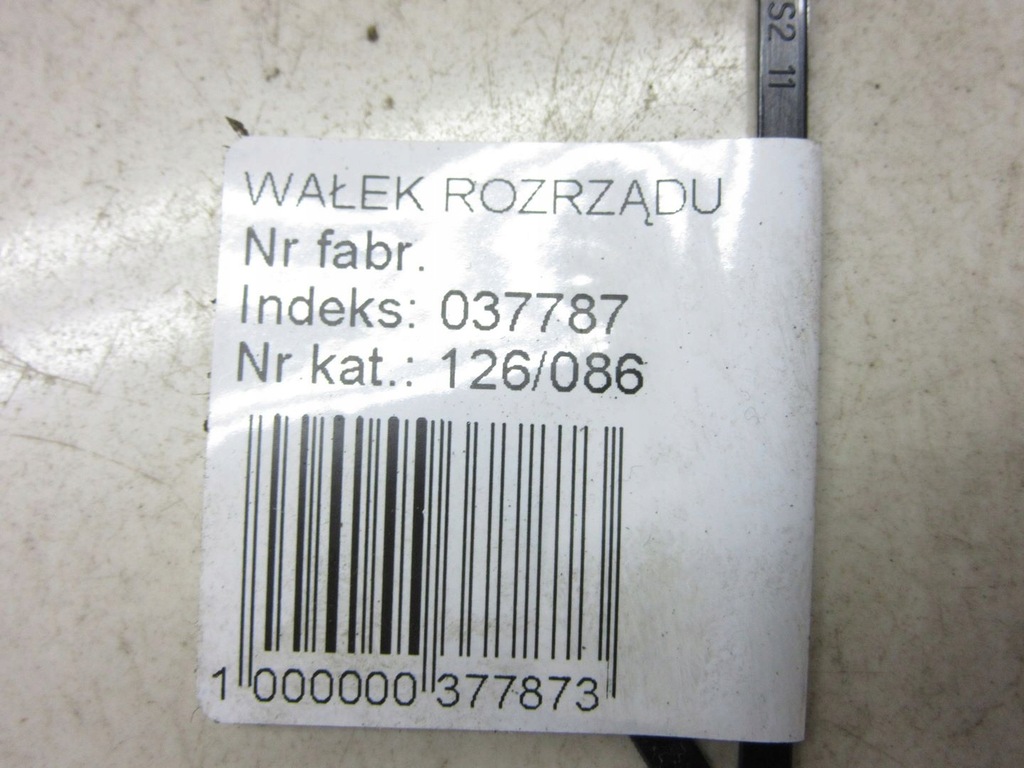 S2 11
WAŁEK ROZRZĄDU
Nr fabr.
Indeks: 037787
Nr kat.: 126/086
1 000000 377873